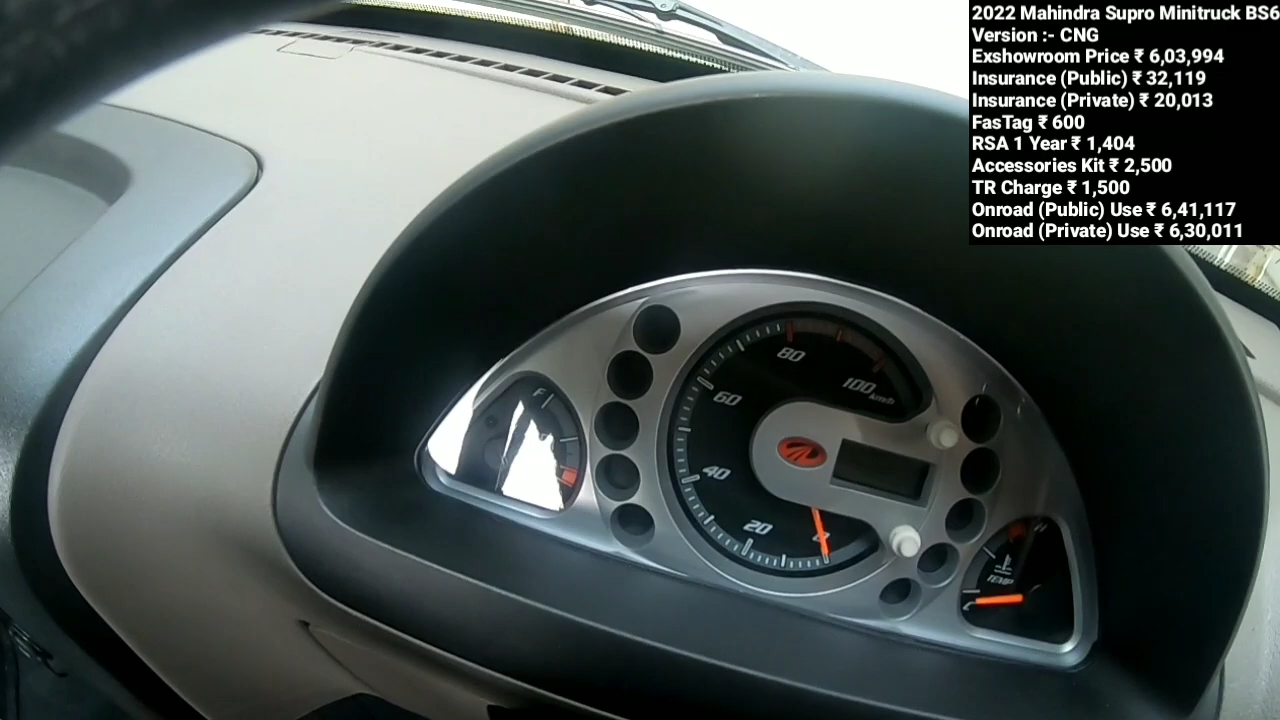 2022 Mahindra Supro Minitruck BS6
Version :- CNG
Exshowroom Price ₹ 6,03,994
Insurance (Public) ₹ 32,119
Insurance (Private) ₹ 20,013
FasTag ₹ 600
RSA 1 Year ₹ 1,404
Accessories Kit ₹ 2,500
TR Charge ₹ 1,500
Onroad (Public) Use ₹ 6,41,117
Onroad (Private) Use ₹ 6,30,011
80
100
km/h
60
F
40
20
TEMP
C